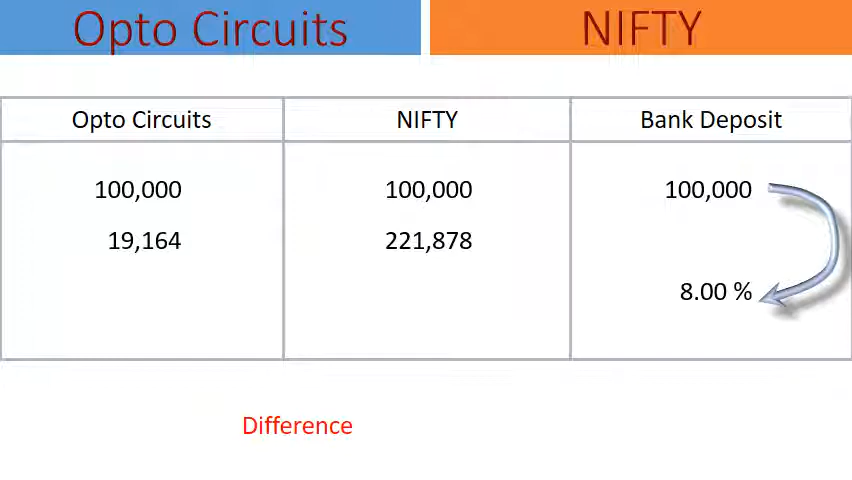 Opto Circuits NIFTY
Opto Circuits NIFTY Bank Deposit
100,000 100,000 100,000
19,164 221,878
8.00 %
Difference